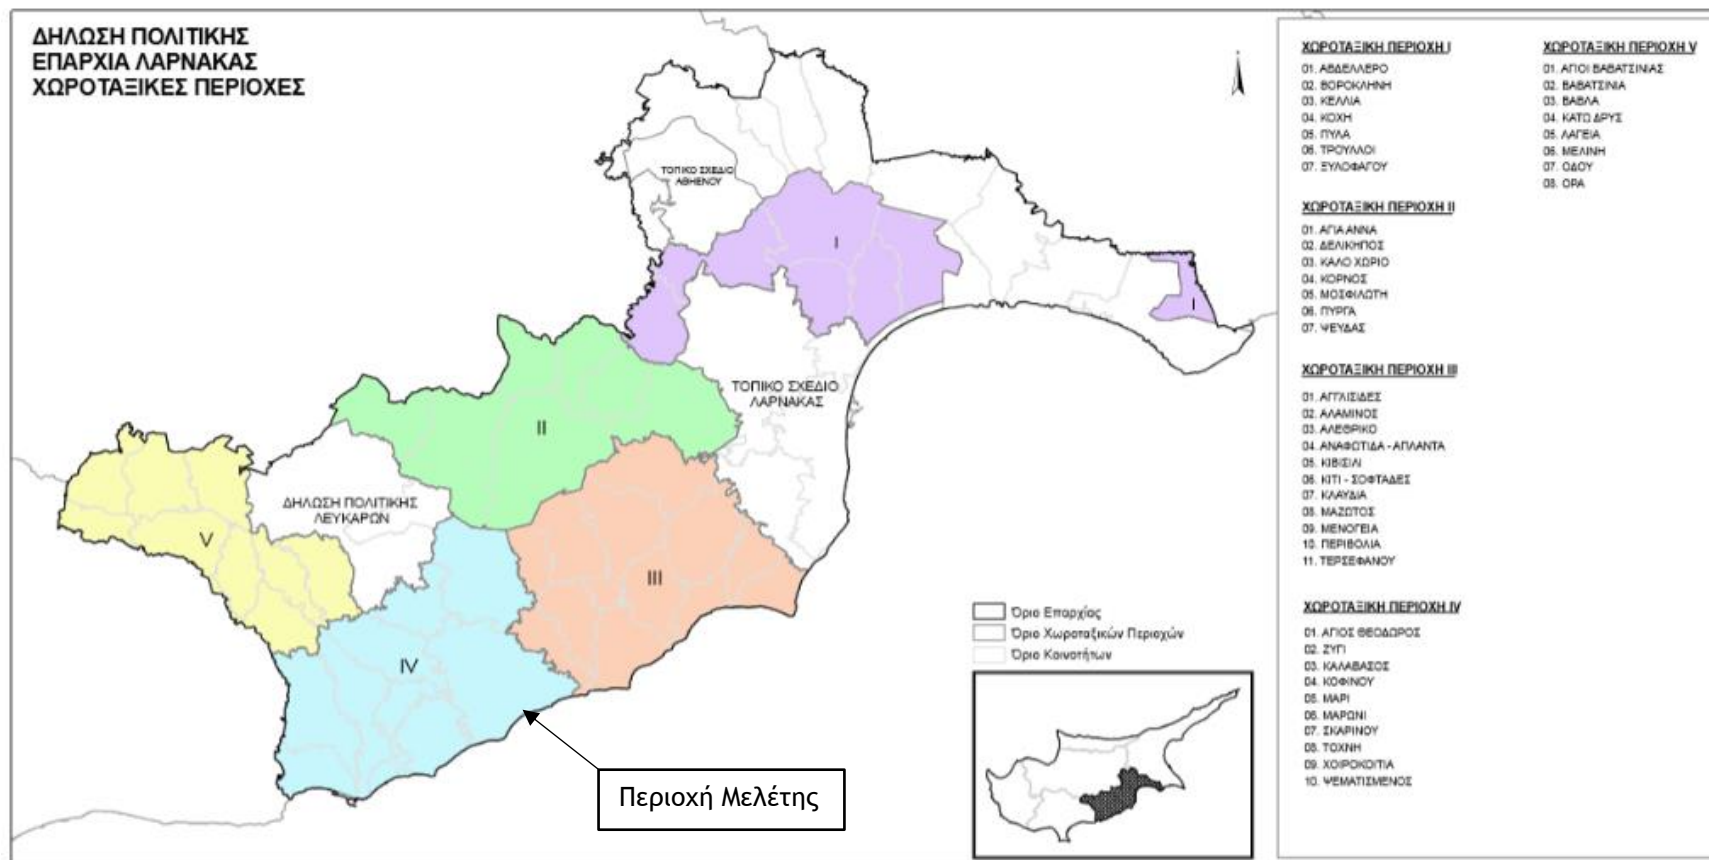 ΔΗΛΩΣΗ ΠΟΛΙΤΙΚΗΣ
ΕΠΑΡΧΙΑ ΛΑΡΝΑΚΑΣ
ΧΩΡΟΤΑΞΙΚΕΣ ΠΕΡΙΟΧΕΣ
ΤΟΠΙΚΟ ΣΧΕΔΙΟ
ΑΘΗΕΝΟΥ
I
I
ΤΟΠΙΚΟ ΣΧΕΔΙΟ
ΛΑΡΝΑΚΑΣ
II
ΔΗΛΩΣΗ ΠΟΛΙΤΙΚΗΣ
ΛΕΥΚΑΡΩΝ
V
III
IV
Περιοχή Μελέτης
Όριο Επαρχίας
Όριο Χωροταξικών Περιοχών
Όριο Κοινοτήτων
ΧΩΡΟΤΑΞΙΚΗ ΠΕΡΙΟΧΗ I
01. ΑΒΔΕΛΛΕΡΟ
02. ΒΟΡΟΚΛΗΝΗ
03. ΚΕΛΛΙΑ
04. ΚΟΧΗ
05. ΠΥΛΑ
06. ΤΡΟΥΛΛΟΙ
07. ΞΥΛΟΦΑΓΟΥ
ΧΩΡΟΤΑΞΙΚΗ ΠΕΡΙΟΧΗ II
01. ΑΓΙΑ ΑΝΝΑ
02. ΔΕΛΙΚΗΠΟΣ
03. ΚΑΛΟ ΧΩΡΙΟ
04. ΚΟΡΝΟΣ
05. ΜΟΣΦΙΛΩΤΗ
06. ΠΥΡΓΑ
07. ΨΕΥΔΑΣ
ΧΩΡΟΤΑΞΙΚΗ ΠΕΡΙΟΧΗ III
01. ΑΓΓΛΙΣΙΔΕΣ
02. ΑΛΑΜΙΝΟΣ
03. ΑΛΕΘΡΙΚΟ
04. ΑΝΑΦΩΤΙΔΑ - ΑΠΛΑΝΤΑ
05. ΚΙΒΙΣΙΛΙ
06. ΚΙΤΙ - ΣΟΦΤΑΔΕΣ
07. ΚΛΑΥΔΙΑ
08. ΜΑΖΩΤΟΣ
09. ΜΕΝΟΓΕΙΑ
10. ΠΕΡΙΒΟΛΙΑ
11. ΤΕΡΣΕΦΑΝΟΥ
ΧΩΡΟΤΑΞΙΚΗ ΠΕΡΙΟΧΗ IV
01. ΑΓΙΟΣ ΘΕΟΔΩΡΟΣ
02. ΖΥΓΙ
03. ΚΑΛΑΒΑΣΟΣ
04. ΚΟΦΙΝΟΥ
05. ΜΑΡΙ
06. ΜΑΡΩΝΙ
07. ΣΚΑΡΙΝΟΥ
08. ΤΟΧΝΗ
09. ΧΟΙΡΟΚΟΙΤΙΑ
10. ΨΕΜΑΤΙΣΜΕΝΟΣ
ΧΩΡΟΤΑΞΙΚΗ ΠΕΡΙΟΧΗ V
01. ΑΓΙΟΙ ΒΑΒΑΤΣΙΝΙΑΣ
02. ΒΑΒΑΤΣΙΝΙΑ
03. ΒΑΒΛΑ
04. ΚΑΤΩ ΔΡΥΣ
05. ΛΑΓΕΙΑ
06. ΜΕΛΙΝΗ
07. ΟΔΟΥ
08. ΟΡΑ